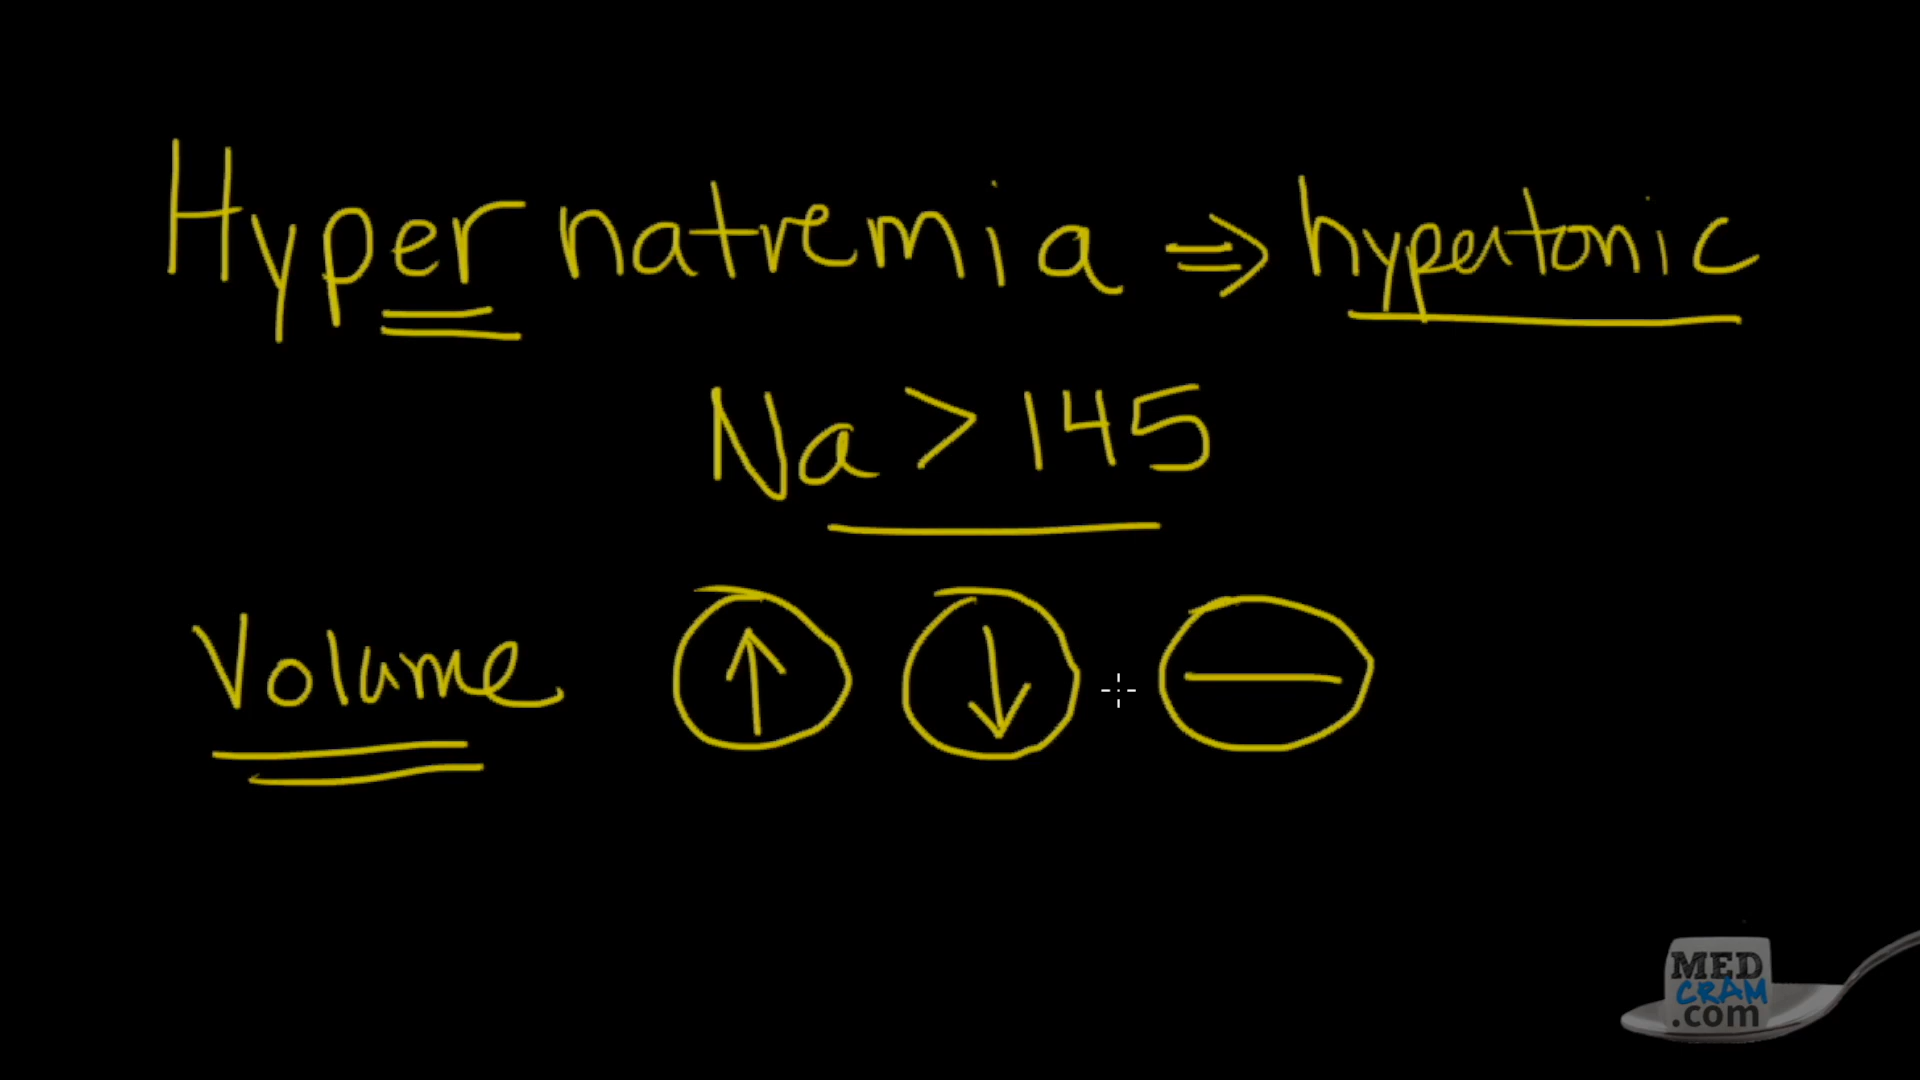 Hypernatremia ⇒ hypertonic
Na > 145
Volume ↑ ↓ —
MED
CRAM
.com